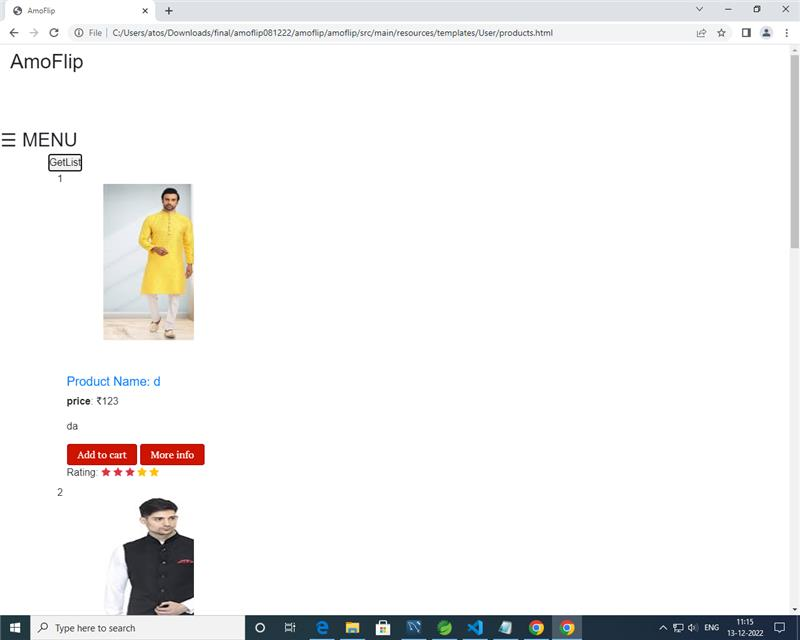 AmoFlip
File
C:/Users/atos/Downloads/final/amoflip081222/amoflip/amoflip/src/main/resources/templates/User/products.html
AmoFlip
☰ MENU
GetList
1
Product Name: d
price: ₹123
da
Add to cart More info
Rating:
2
Type here to search
ENG
11:15
13-12-2022